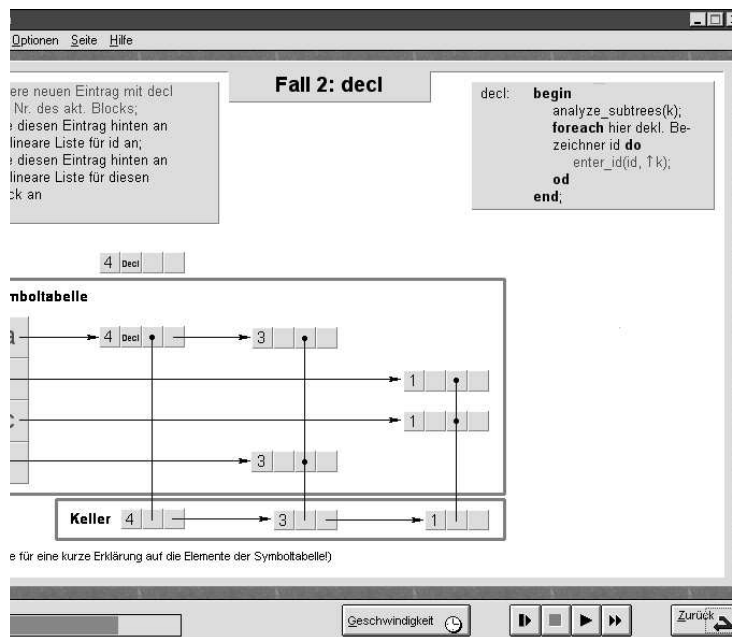 Optionen Seite Hilfe
ere neuen Eintrag mit decl
Nr. des akt. Blocks;
e diesen Eintrag hinten an
lineare Liste für id an;
e diesen Eintrag hinten an
lineare Liste für diesen
ck an
Fall 2: decl
decl: begin
analyze_subtrees(k);
foreach hier dekl. Be-
zeichner id do
enter_id(id, ↑k);
od
end;
4 Decl
mboltabelle
a 4 Decl 3
1
c 1
3
Keller 4 3 1
e für eine kurze Erklärung auf die Elemente der Symboltabelle!)
Geschwindigkeit Zurück